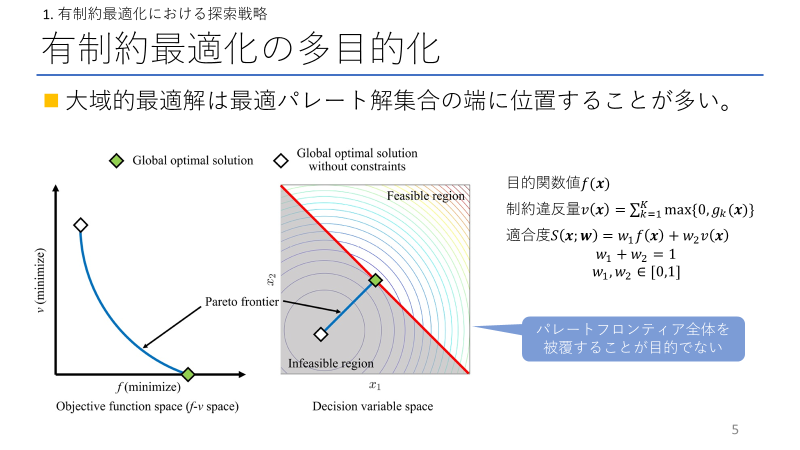 1. 有制約最適化における探索戦略
有制約最適化の多目的化
大域的最適解は最適パレート解集合の端に位置することが多い。
Global optimal solution
Global optimal solution
without constraints
v (minimize)
f (minimize)
Objective function space (f-v space)
Pareto frontier
Feasible region
Infeasible region
x₂
x₁
Decision variable space
目的関数値f(𝒙)
制約違反量v(𝒙) = ∑ₖ₌₁ᴷ max{0, gₖ(𝒙)}
適合度S(𝒙; 𝒘) = w₁f(𝒙) + w₂v(𝒙)
w₁ + w₂ = 1
w₁, w₂ ∈ [0,1]
パレートフロンティア全体を
被覆することが目的でない
5